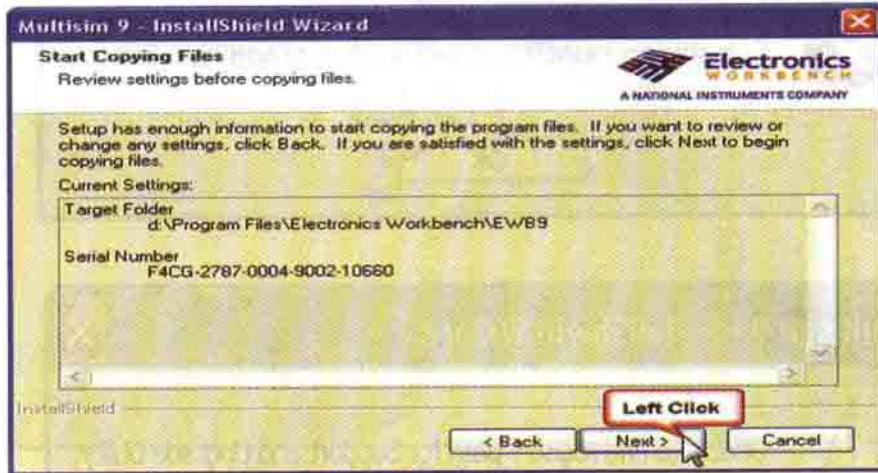 Multisim 9 - InstallShield Wizard
Start Copying Files
Review settings before copying files.
Electronics
WORKBENCH
A NATIONAL INSTRUMENTS COMPANY
Setup has enough information to start copying the program files. If you want to review or
change any settings, click Back. If you are satisfied with the settings, click Next to begin
copying files.
Current Settings:
Target Folder
d:\Program Files\Electronics Workbench\EWB9
Serial Number
F4CG-2787-0004-9002-10660
InstallShield
Left Click
< Back
Next >
Cancel